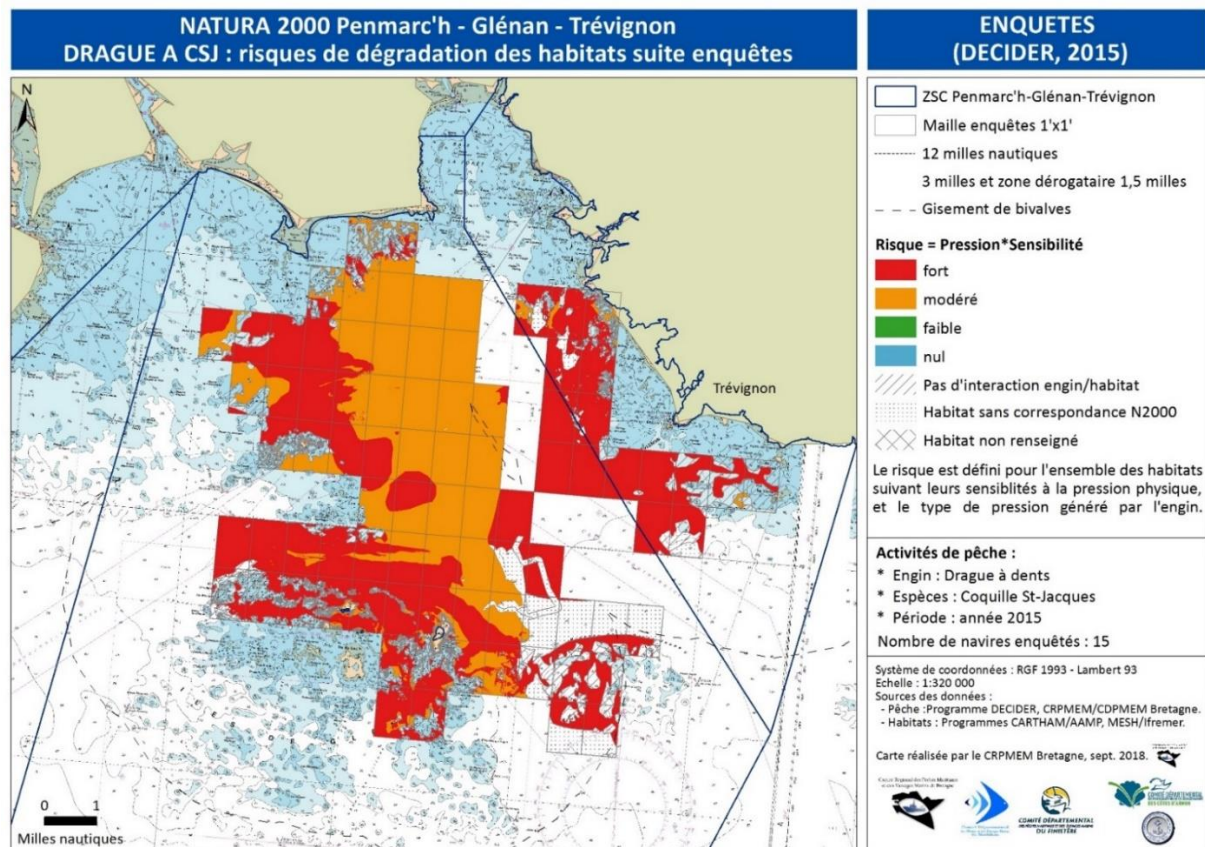 NATURA 2000 Penmarc'h - Glénan - Trévignon
DRAGUE A CSJ : risques de dégradation des habitats suite enquêtes
N
Trévignon
0 1
Milles nautiques
ENQUETES
(DECIDER, 2015)
ZSC Penmarc'h-Glénan-Trévignon
Maille enquêtes 1'x1'
12 milles nautiques
3 milles et zone dérogataire 1,5 milles
Gisement de bivalves
Risque = Pression*Sensibilité
fort
modéré
faible
nul
Pas d'interaction engin/habitat
Habitat sans correspondance N2000
Habitat non renseigné
Le risque est défini pour l'ensemble des habitats
suivant leurs sensiblités à la pression physique,
et le type de pression généré par l'engin.
Activités de pêche :
* Engin : Drague à dents
* Espèces : Coquille St-Jacques
* Période : année 2015
Nombre de navires enquêtés : 15
Système de coordonnées : RGF 1993 - Lambert 93
Echelle : 1:320 000
Sources des données :
- Pêche :Programme DECIDER, CRPMEM/CDPMEM Bretagne.
- Habitats : Programmes CARTHAM/AAMP, MESH/Ifremer.
Carte réalisée par le CRPMEM Bretagne, sept. 2018.
COMITÉ DÉPARTEMENTAL
DU FINISTÈRE